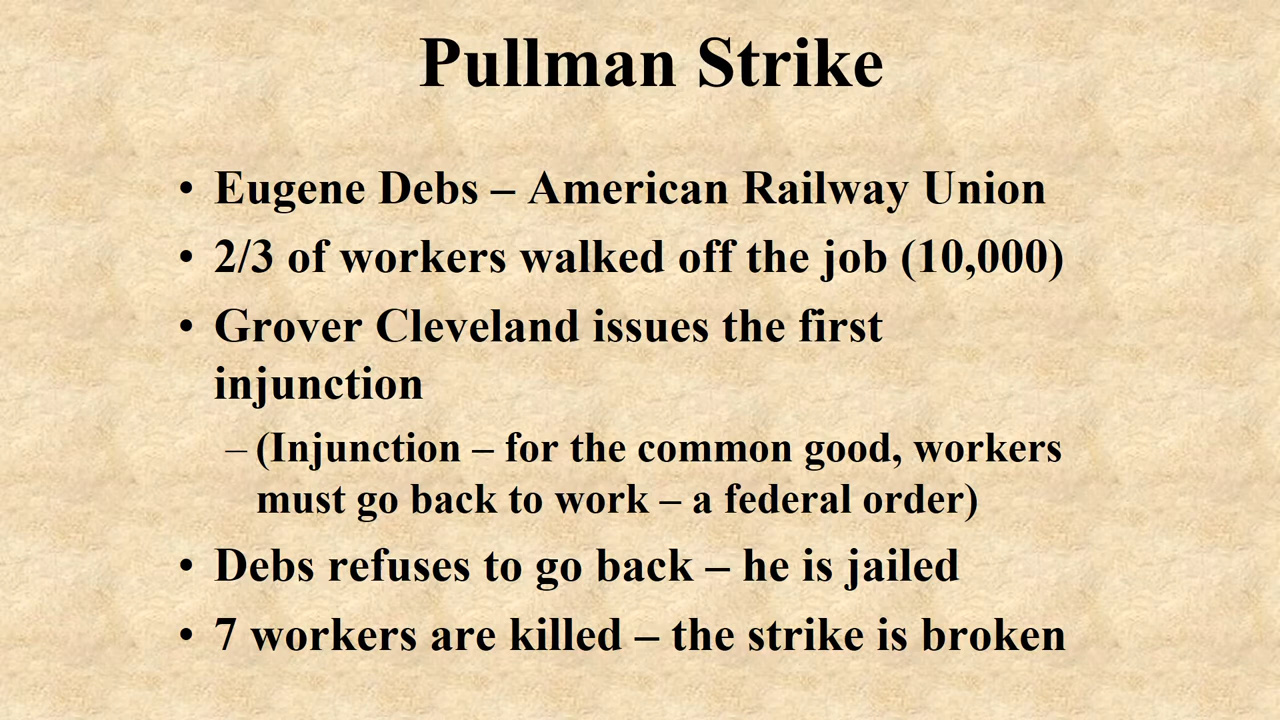 Pullman Strike
• Eugene Debs – American Railway Union
• 2/3 of workers walked off the job (10,000)
• Grover Cleveland issues the first
injunction
– (Injunction – for the common good, workers
must go back to work – a federal order)
• Debs refuses to go back – he is jailed
• 7 workers are killed – the strike is broken